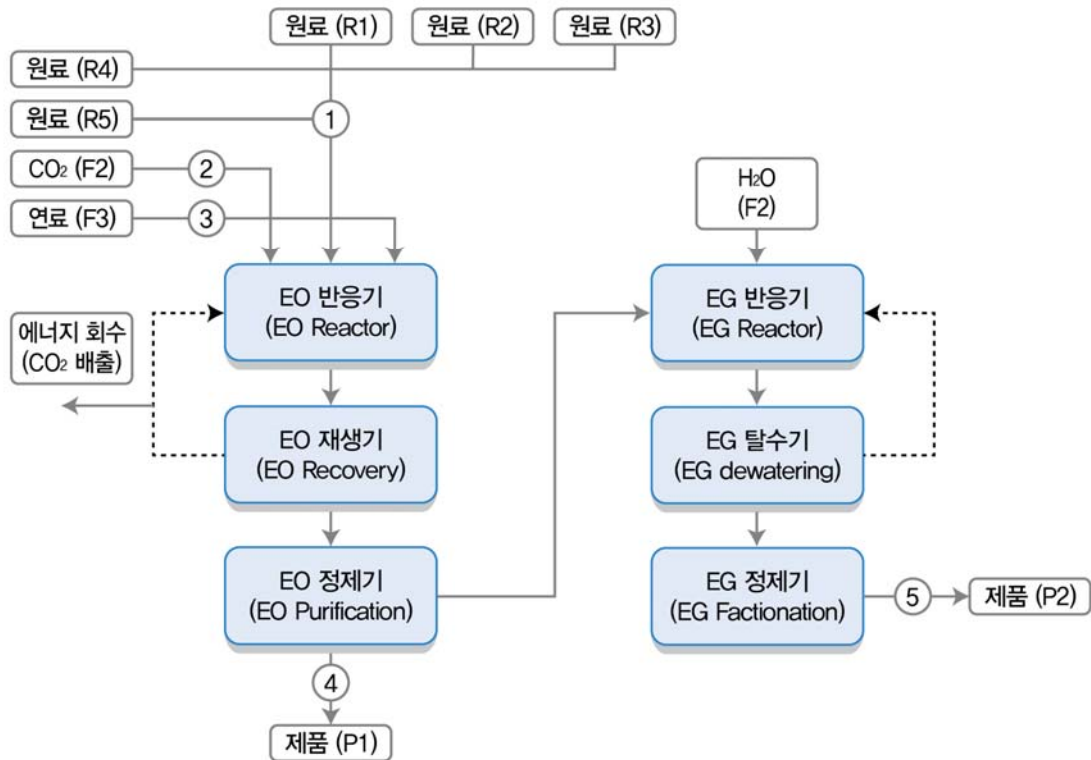 원료 (R1)
원료 (R2)
원료 (R3)
원료 (R4)
원료 (R5)
1
CO₂ (F2)
2
연료 (F3)
3
H₂O
(F2)
EO 반응기
(EO Reactor)
EG 반응기
(EG Reactor)
에너지 회수
(CO₂ 배출)
EO 재생기
(EO Recovery)
EG 탈수기
(EG dewatering)
EO 정제기
(EO Purification)
EG 정제기
(EG Factionation)
5
제품 (P2)
4
제품 (P1)